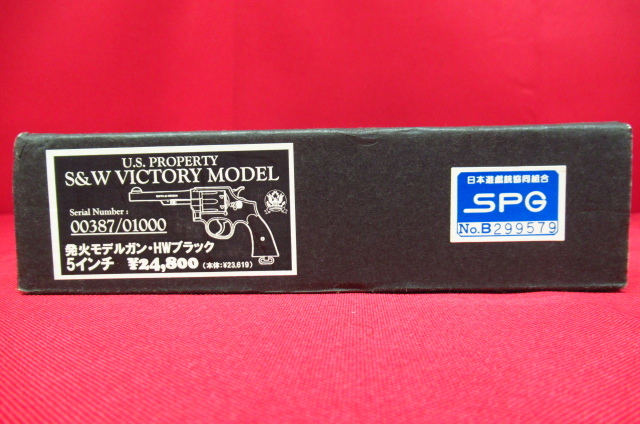 U.S. PROPERTY
S&W VICTORY MODEL
Serial Number :
00387/01000
発火モデルガン・HWブラック
5インチ ¥24,800 (本体:¥23,619)
日本遊戯銃協同組合
SPG
No.B299579